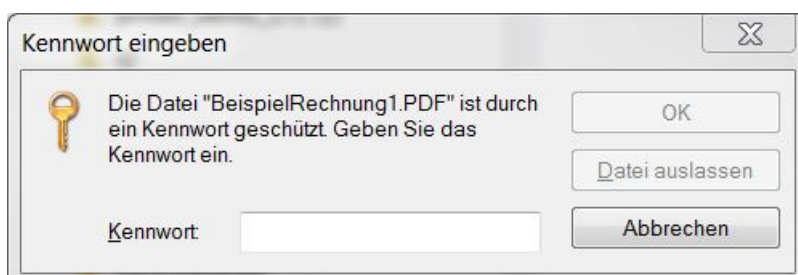 Kennwort eingeben
Die Datei "BeispielRechnung1.PDF" ist durch
ein Kennwort geschützt. Geben Sie das
Kennwort ein.
OK
Datei auslassen
Kennwort:
Abbrechen